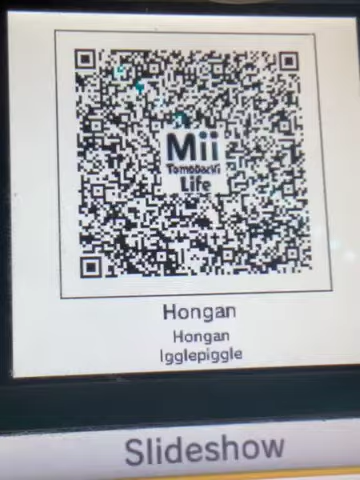 Mii
Tomodachi
Life
Hongan
Hongan
Igglepiggle
Slideshow